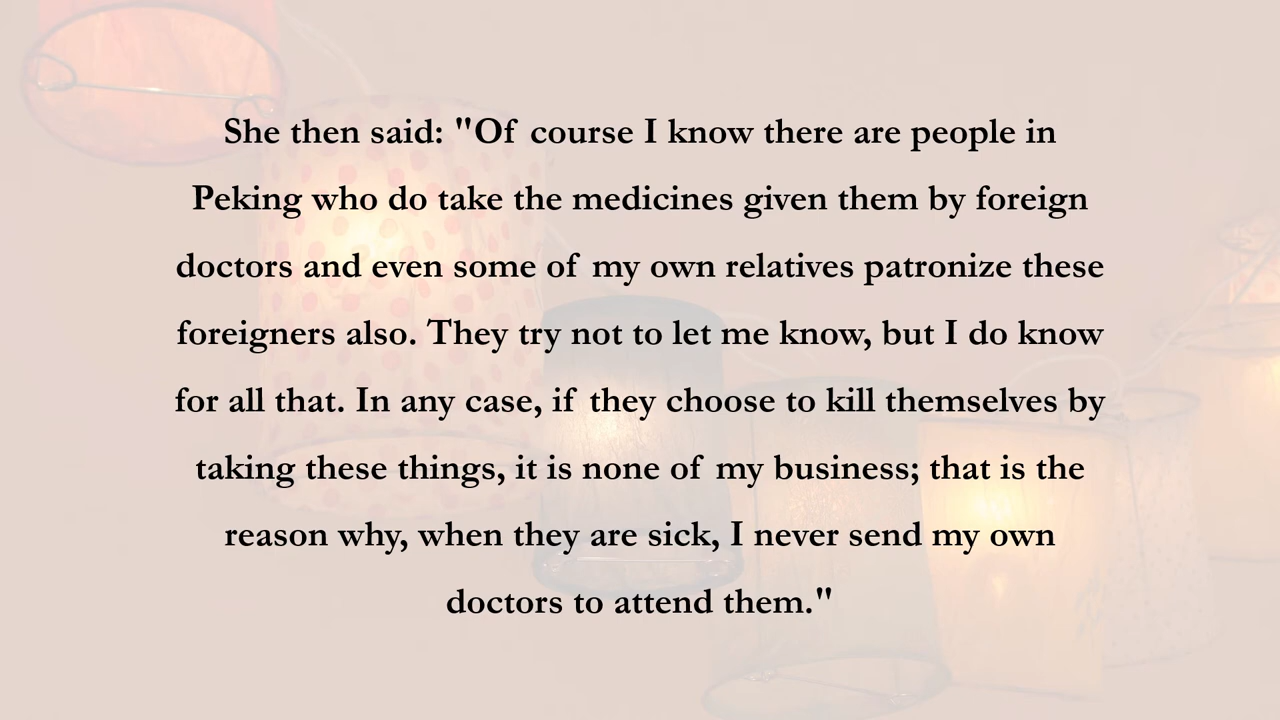 She then said: "Of course I know there are people in
Peking who do take the medicines given them by foreign
doctors and even some of my own relatives patronize these
foreigners also. They try not to let me know, but I do know
for all that. In any case, if they choose to kill themselves by
taking these things, it is none of my business; that is the
reason why, when they are sick, I never send my own
doctors to attend them."